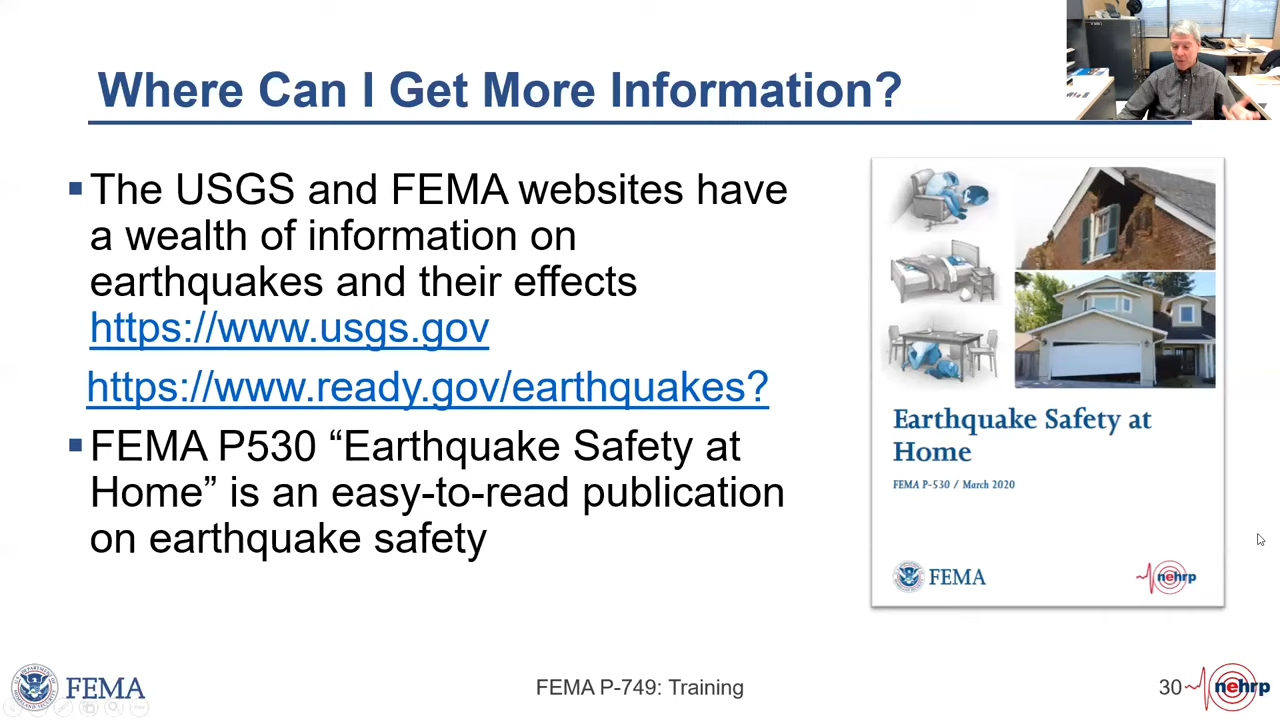 Where Can I Get More Information?
▪The USGS and FEMA websites have
a wealth of information on
earthquakes and their effects
https://www.usgs.gov
https://www.ready.gov/earthquakes?
▪FEMA P530 “Earthquake Safety at
Home” is an easy-to-read publication
on earthquake safety
Earthquake Safety at
Home
FEMA P-530 / March 2020
FEMA
nehrp
FEMA
FEMA P-749: Training
30
nehrp